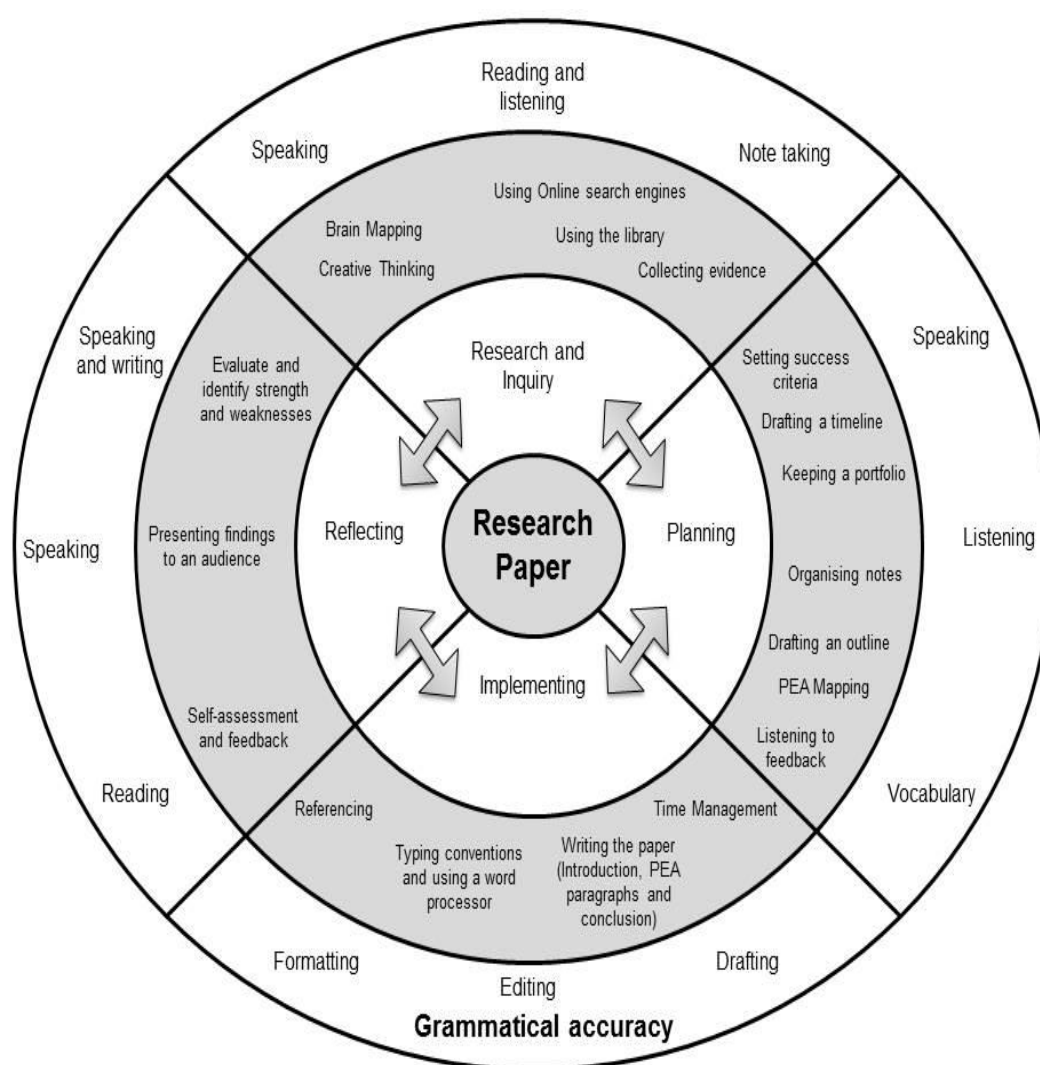 Reading and
listening
Speaking
Note taking
Using Online search engines
Brain Mapping
Using the library
Creative Thinking
Collecting evidence
Speaking
and writing
Speaking
Evaluate and
identify strength
and weaknesses
Research and
Inquiry
Setting success
criteria
Drafting a timeline
Keeping a portfolio
Speaking
Presenting findings
to an audience
Reflecting
Research
Paper
Planning
Listening
Organising notes
Drafting an outline
PEA Mapping
Implementing
Self-assessment
and feedback
Listening to
feedback
Reading
Vocabulary
Referencing
Time Management
Typing conventions
and using a word
processor
Writing the paper
(Introduction, PEA
paragraphs and
conclusion)
Formatting
Editing
Drafting
Grammatical accuracy